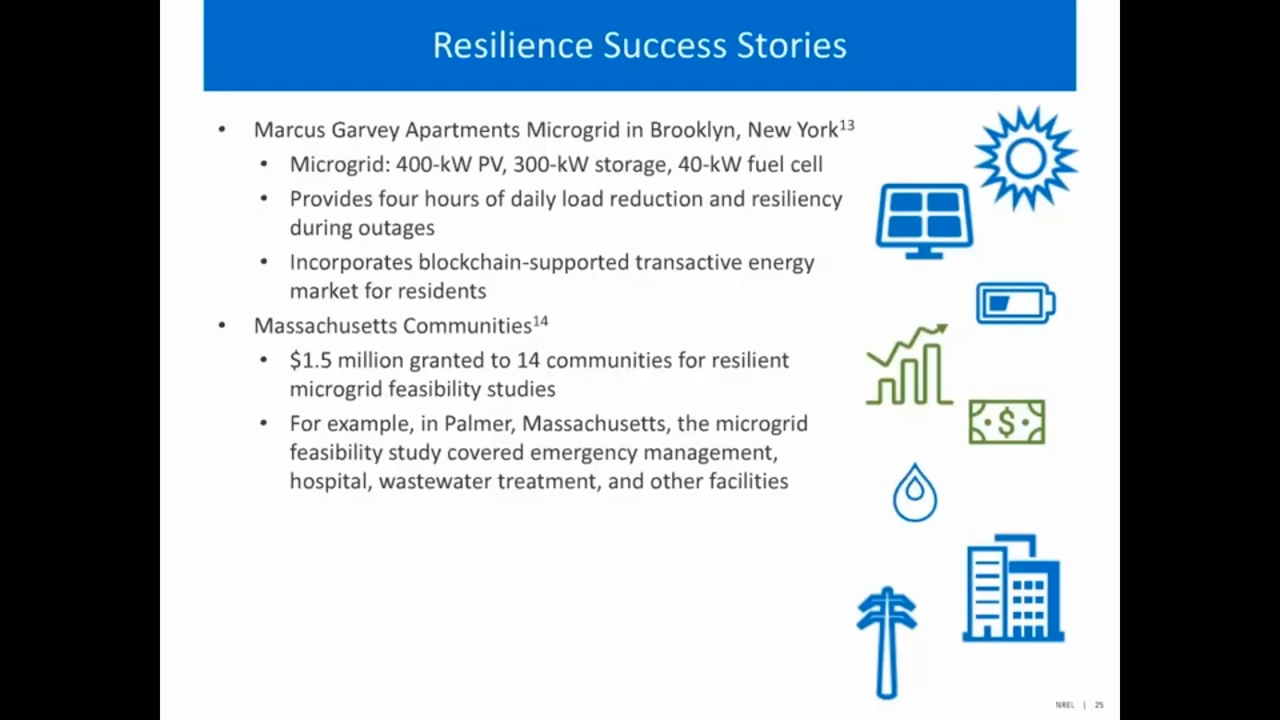 Resilience Success Stories
• Marcus Garvey Apartments Microgrid in Brooklyn, New York13
• Microgrid: 400-kW PV, 300-kW storage, 40-kW fuel cell
• Provides four hours of daily load reduction and resiliency
during outages
• Incorporates blockchain-supported transactive energy
market for residents
• Massachusetts Communities14
• $1.5 million granted to 14 communities for resilient
microgrid feasibility studies
• For example, in Palmer, Massachusetts, the microgrid
feasibility study covered emergency management,
hospital, wastewater treatment, and other facilities
$
NREL | 25